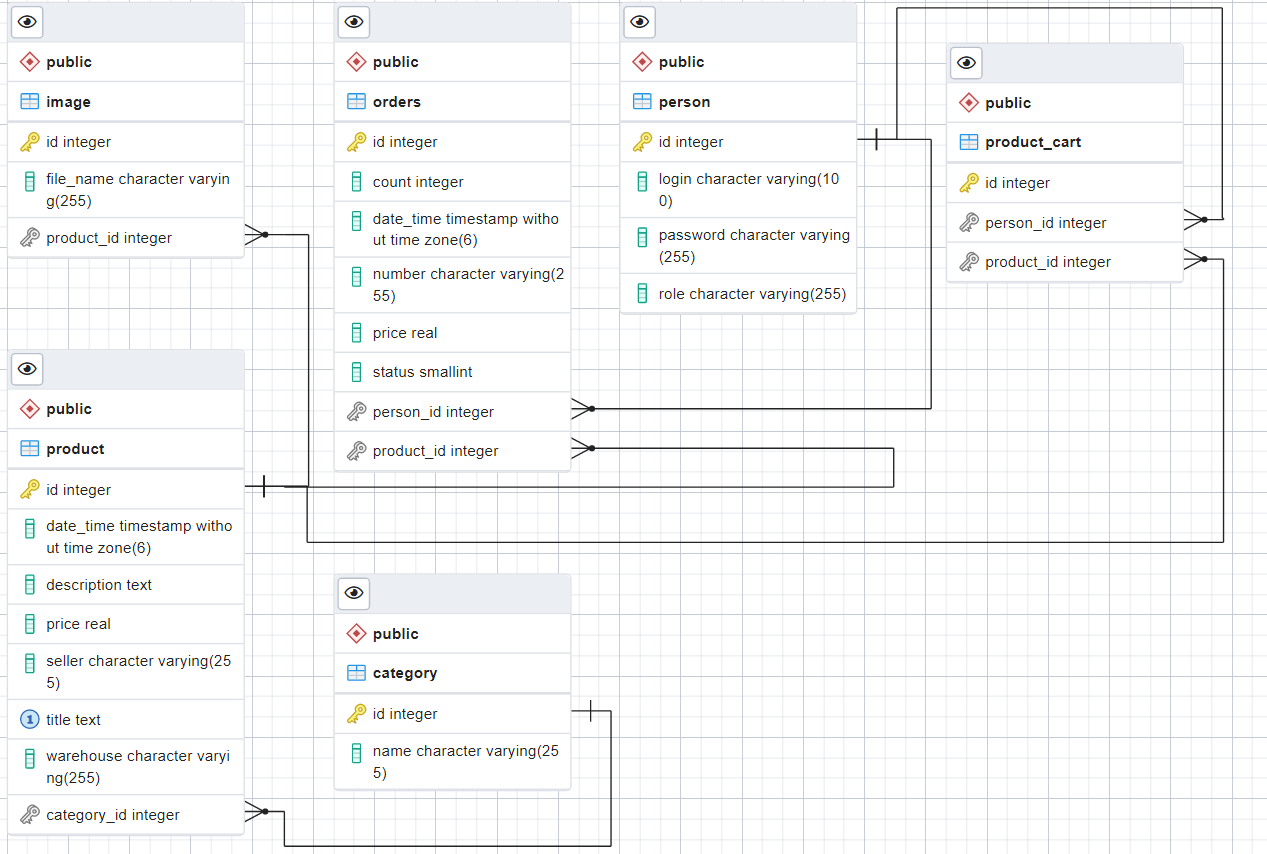 public
image
id integer
file_name character varyin
g(255)
product_id integer
public
orders
id integer
count integer
date_time timestamp witho
ut time zone(6)
number character varying(2
55)
price real
status smallint
person_id integer
product_id integer
public
person
id integer
login character varying(10
0)
password character varying
(255)
role character varying(255)
public
product_cart
id integer
person_id integer
product_id integer
public
product
id integer
date_time timestamp witho
ut time zone(6)
description text
price real
seller character varying(25
5)
1 title text
warehouse character varyi
ng(255)
category_id integer
public
category
id integer
name character varying(25
5)